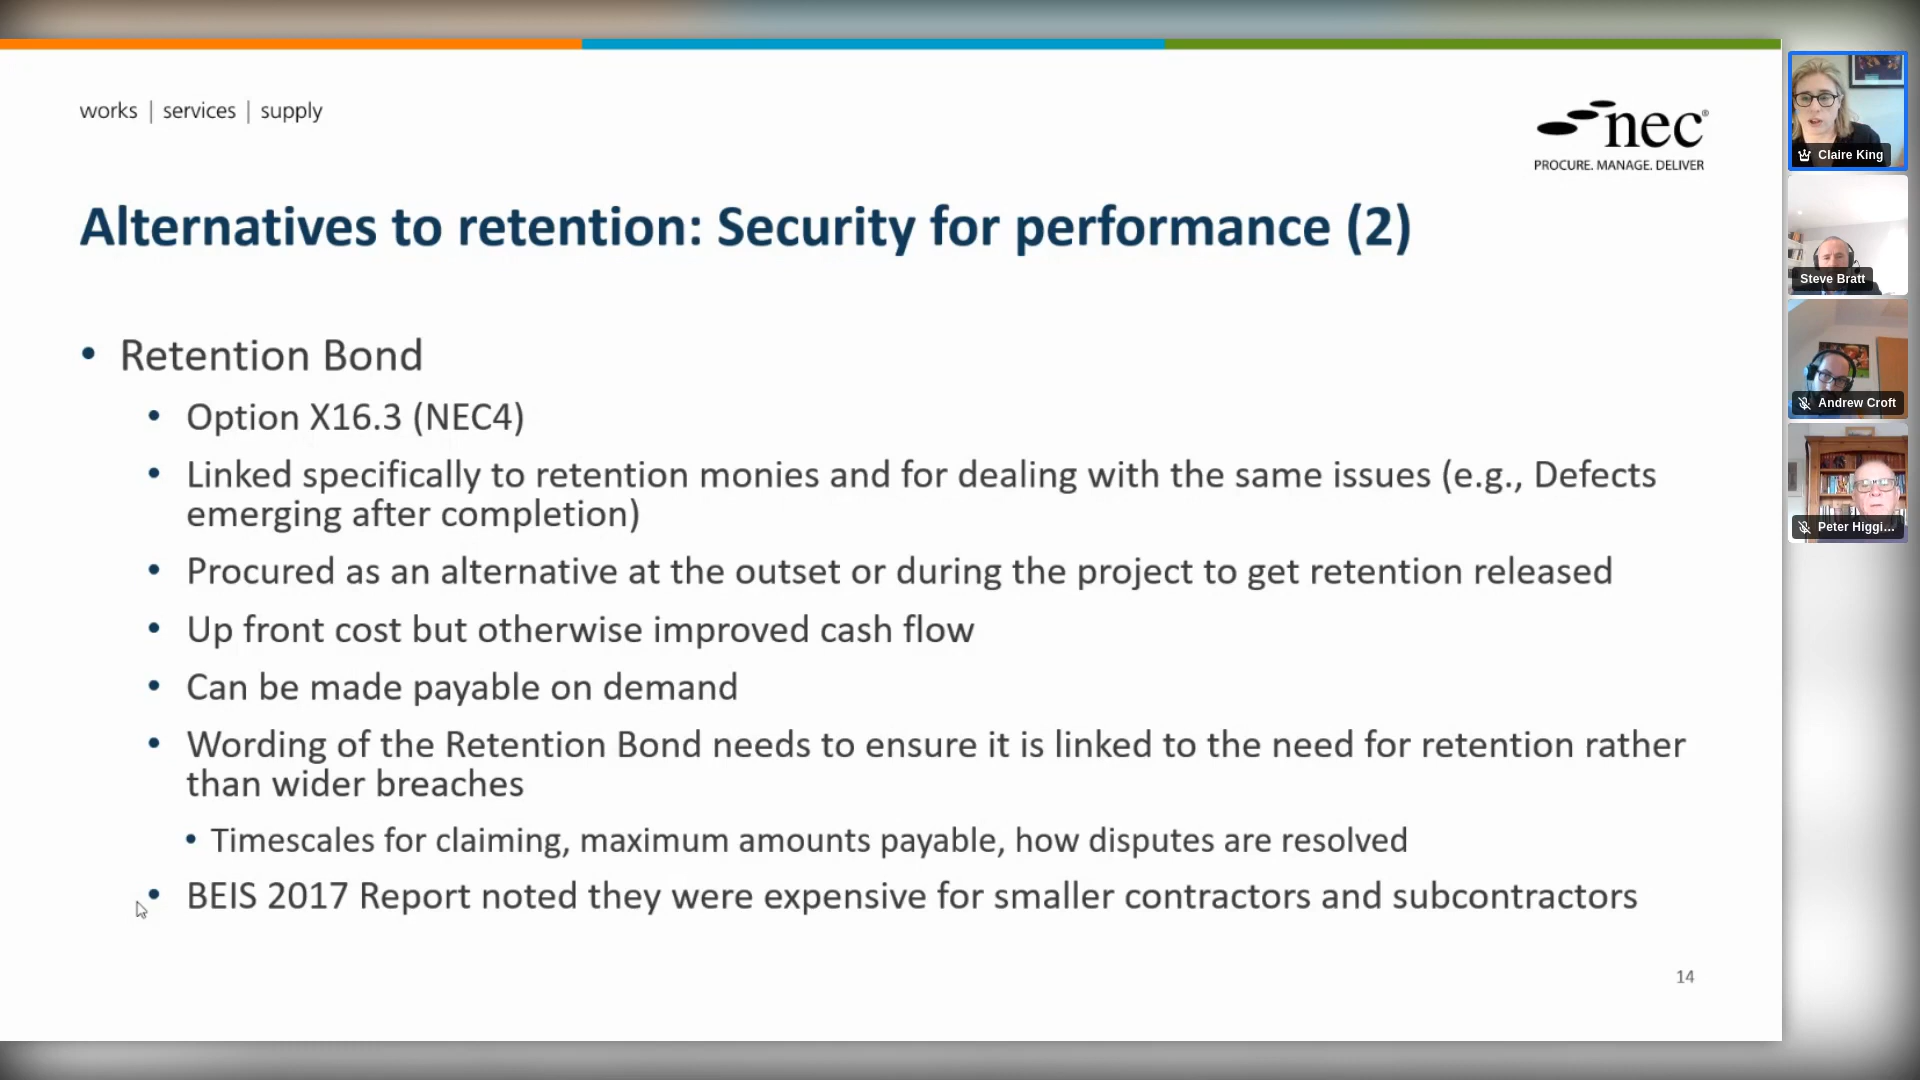 works | services | supply
nec®
PROCURE. MANAGE. DELIVER
Alternatives to retention: Security for performance (2)
• Retention Bond
• Option X16.3 (NEC4)
• Linked specifically to retention monies and for dealing with the same issues (e.g., Defects
emerging after completion)
• Procured as an alternative at the outset or during the project to get retention released
• Up front cost but otherwise improved cash flow
• Can be made payable on demand
• Wording of the Retention Bond needs to ensure it is linked to the need for retention rather
than wider breaches
• Timescales for claiming, maximum amounts payable, how disputes are resolved
• BEIS 2017 Report noted they were expensive for smaller contractors and subcontractors
14
Claire King
Steve Bratt
Andrew Croft
Peter Higgi...